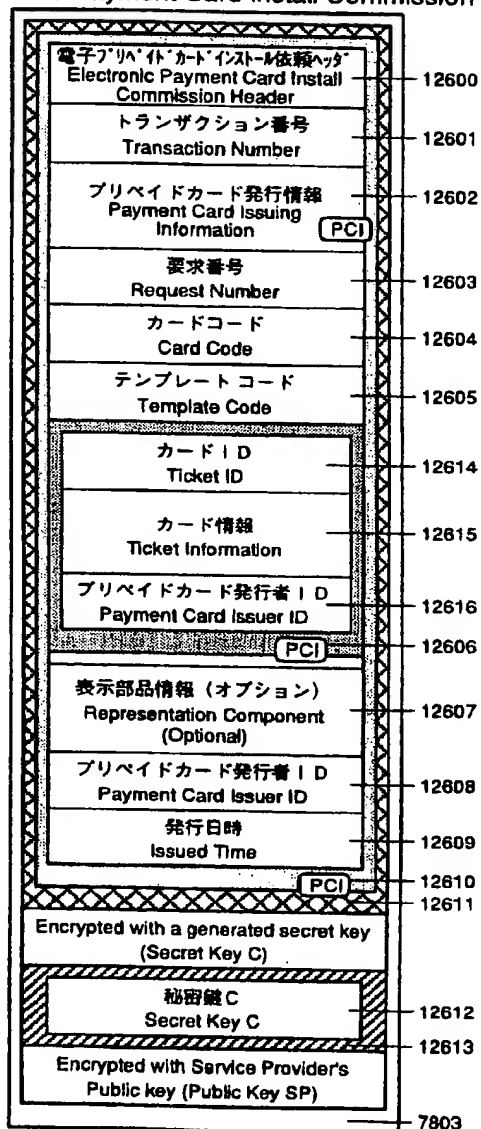 Payment Card Install Commission
電子プリペイドカードインストール依頼ヘッダ
Electronic Payment Card Install
Commission Header
12600
トランザクション番号
Transaction Number
12601
プリペイドカード発行情報
Payment Card Issuing
Information
PCI
12602
要求番号
Request Number
12603
カードコード
Card Code
12604
テンプレートコード
Template Code
12605
カードID
Ticket ID
12614
カード情報
Ticket Information
12615
プリペイドカード発行者ID
Payment Card Issuer ID
12616
PCI
12606
表示部品情報(オプション)
Representation Component
(Optional)
12607
プリペイドカード発行者ID
Payment Card Issuer ID
12608
発行日時
Issued Time
12609
PCI
12610
12611
Encrypted with a generated secret key
(Secret Key C)
秘密鍵C
Secret Key C
12612
12613
Encrypted with Service Provider's
Public key (Public Key SP)
7803